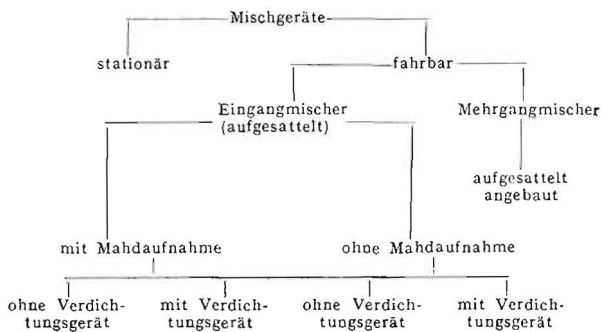 Mischgeräte
stationär
fahrbar
Eingangmischer
(aufgesattelt)
Mehrgangmischer
aufgesattelt
angebaut
mit Mahdaufnahme
ohne Mahdaufnahme
ohne Verdich-
tungsgerät
mit Verdich-
tungsgerät
ohne Verdich-
tungsgerät
mit Verdich-
tungsgerät